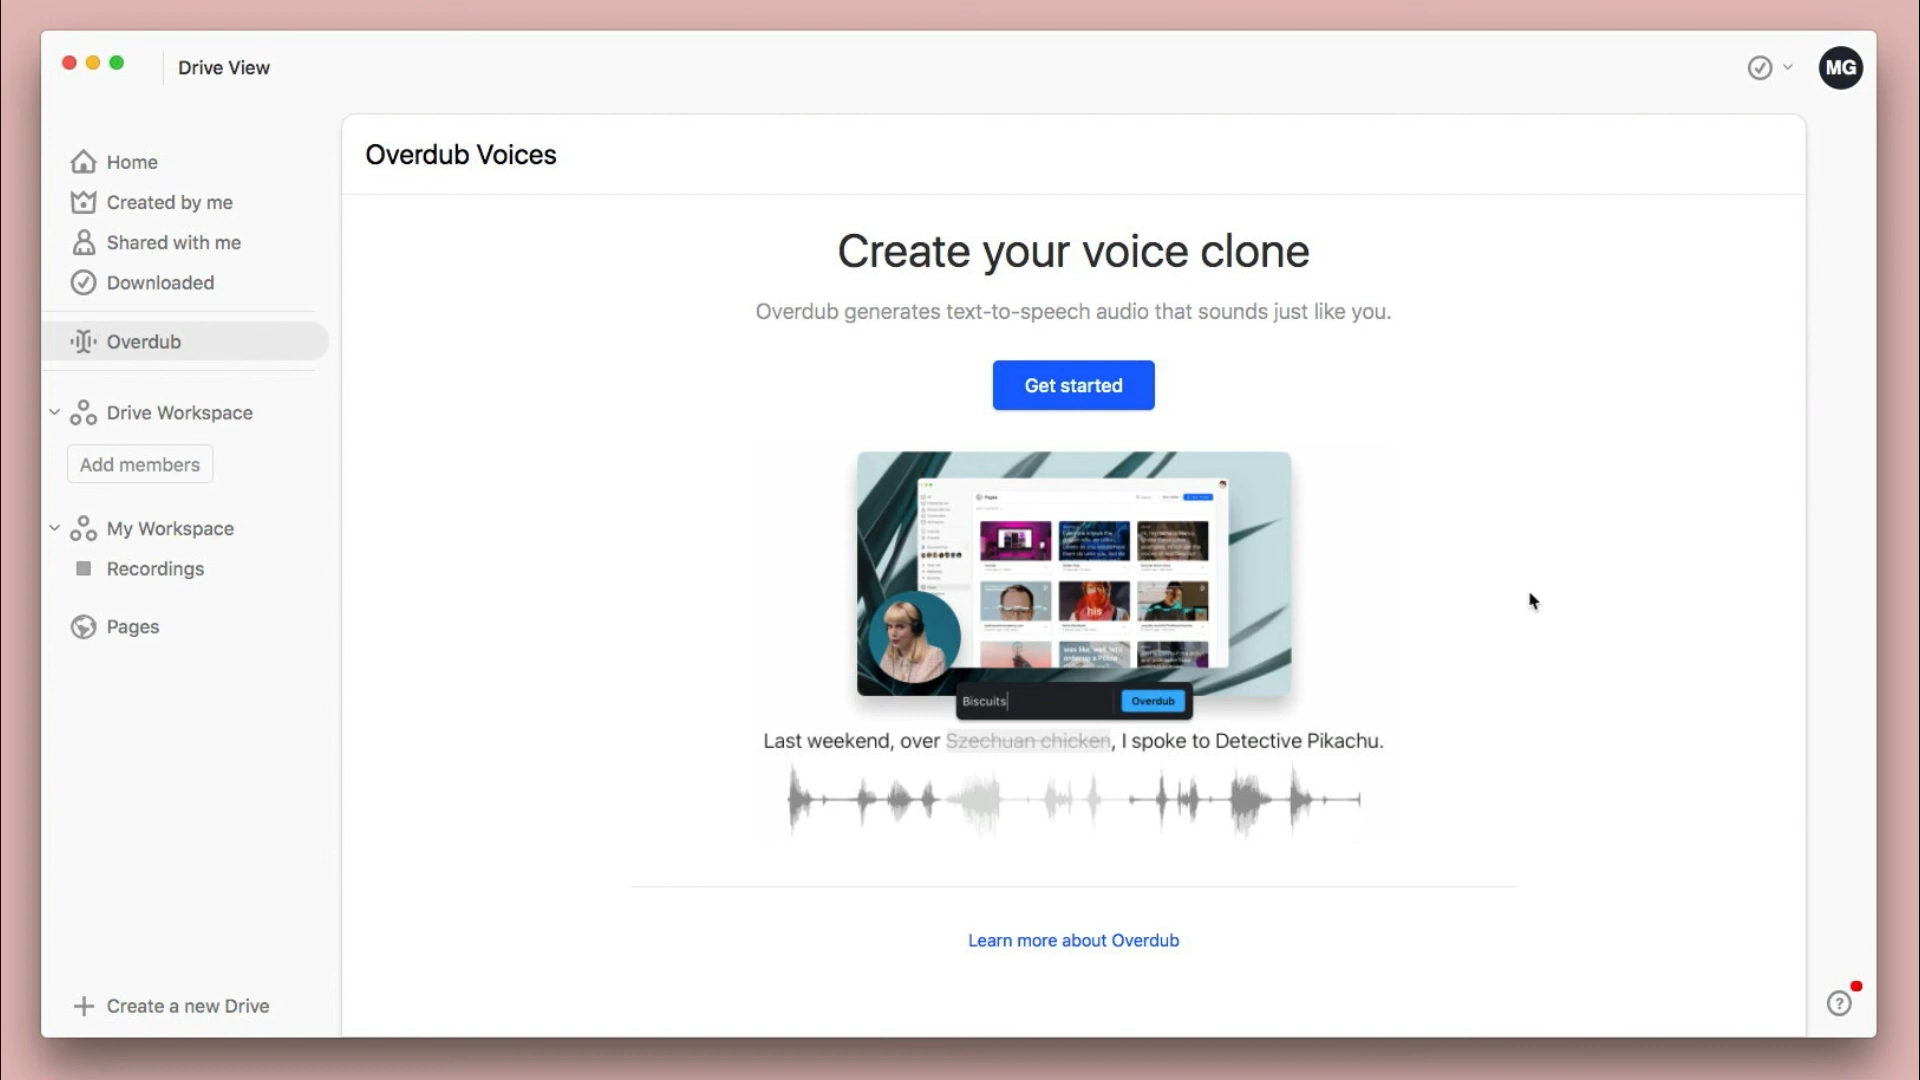 Drive View
MG
Home
Created by me
Shared with me
Downloaded
Overdub
Drive Workspace
Add members
My Workspace
Recordings
Pages
Create a new Drive
Overdub Voices
Create your voice clone
Overdub generates text-to-speech audio that sounds just like you.
Get started
Pages
his
Biscuits
Overdub
Last weekend, over Szechuan chicken, I spoke to Detective Pikachu.
Learn more about Overdub
?